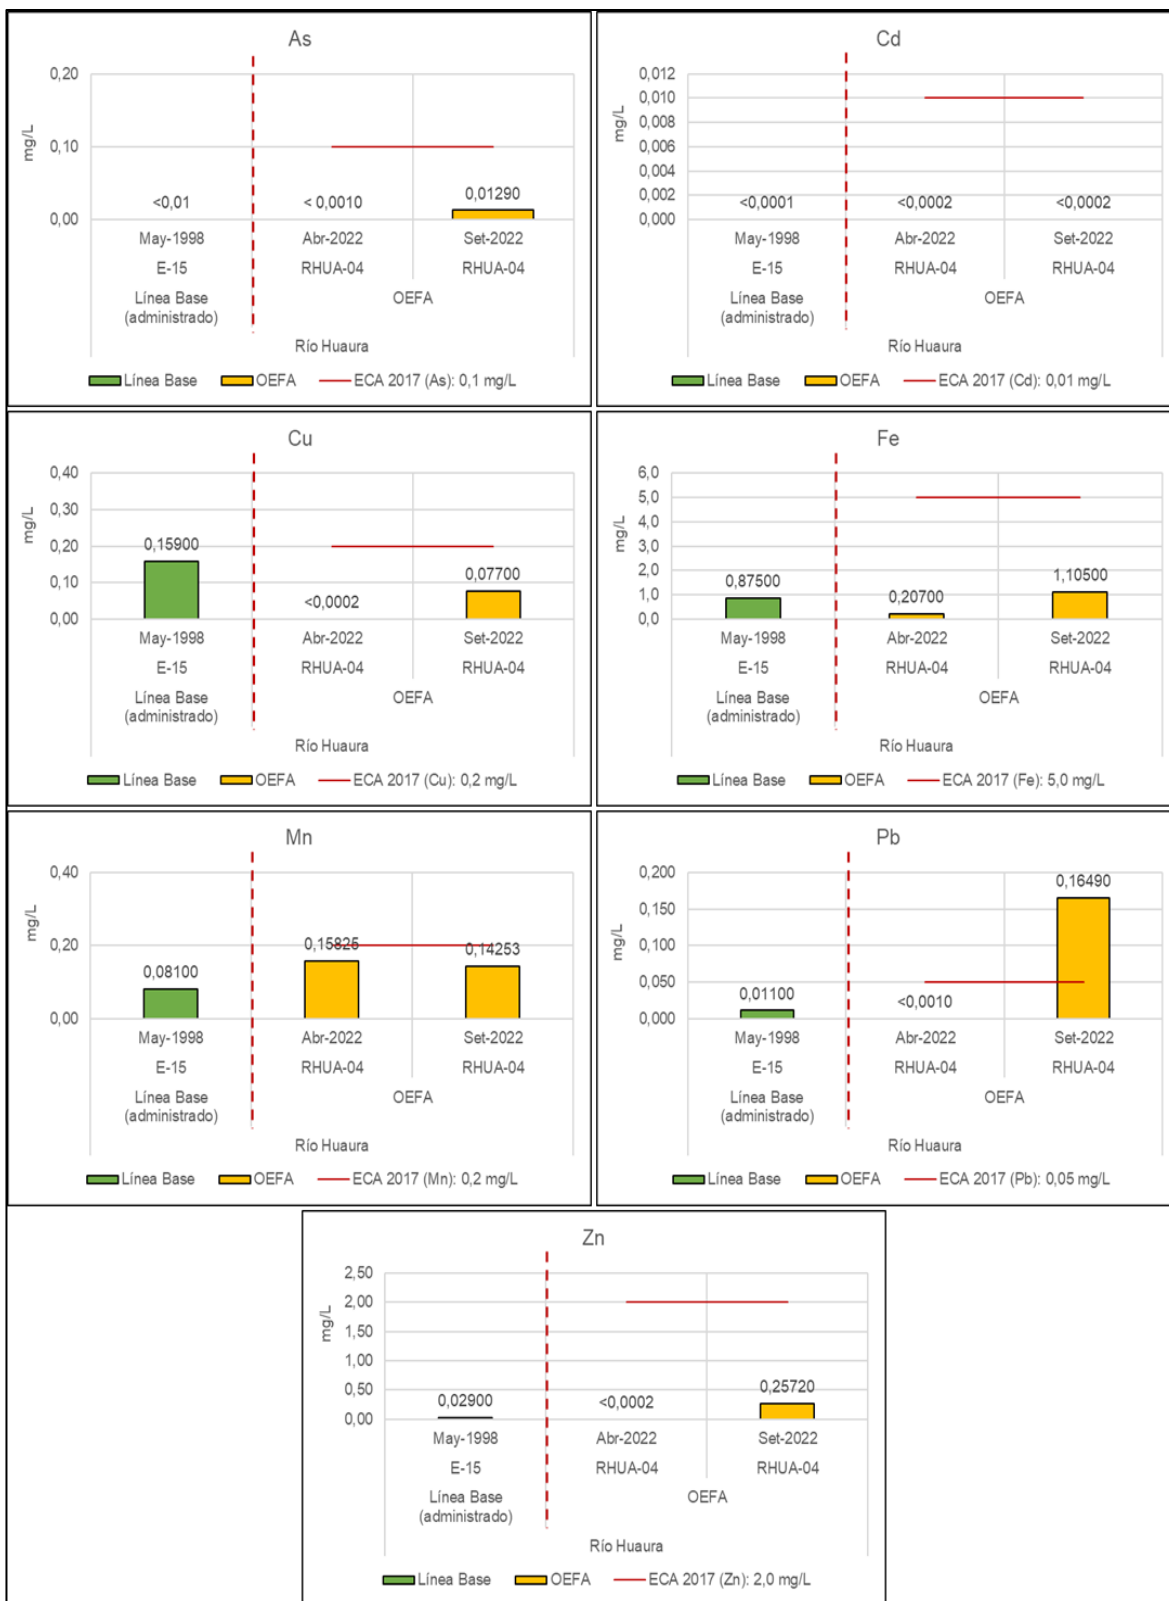 As
mg/L
0,20
0,10
0,00
<0,01
< 0,0010
0,01290
May-1998
Abr-2022
Set-2022
E-15
RHUA-04
RHUA-04
Línea Base
(administrado)
OEFA
Río Huaura
Línea Base
OEFA
ECA 2017 (As): 0,1 mg/L
Cd
mg/L
0,012
0,010
0,008
0,006
0,004
0,002
0,000
<0,0001
<0,0002
<0,0002
May-1998
Abr-2022
Set-2022
E-15
RHUA-04
RHUA-04
Línea Base
(administrado)
OEFA
Río Huaura
Línea Base
OEFA
ECA 2017 (Cd): 0,01 mg/L
Cu
mg/L
0,40
0,30
0,20
0,10
0,00
0,15900
<0,0002
0,07700
May-1998
Abr-2022
Set-2022
E-15
RHUA-04
RHUA-04
Línea Base
(administrado)
OEFA
Río Huaura
Línea Base
OEFA
ECA 2017 (Cu): 0,2 mg/L
Fe
mg/L
6,0
5,0
4,0
3,0
2,0
1,0
0,0
0,87500
0,20700
1,10500
May-1998
Abr-2022
Set-2022
E-15
RHUA-04
RHUA-04
Línea Base
(administrado)
OEFA
Río Huaura
Línea Base
OEFA
ECA 2017 (Fe): 5,0 mg/L
Mn
mg/L
0,40
0,20
0,00
0,08100
0,15825
0,14253
May-1998
Abr-2022
Set-2022
E-15
RHUA-04
RHUA-04
Línea Base
(administrado)
OEFA
Río Huaura
Línea Base
OEFA
ECA 2017 (Mn): 0,2 mg/L
Pb
mg/L
0,200
0,150
0,100
0,050
0,000
0,01100
<0,0010
0,16490
May-1998
Abr-2022
Set-2022
E-15
RHUA-04
RHUA-04
Línea Base
(administrado)
OEFA
Río Huaura
Línea Base
OEFA
ECA 2017 (Pb): 0,05 mg/L
Zn
mg/L
2,50
2,00
1,50
1,00
0,50
0,00
0,02900
<0,0002
0,25720
May-1998
Abr-2022
Set-2022
E-15
RHUA-04
RHUA-04
Línea Base
(administrado)
OEFA
Río Huaura
Línea Base
OEFA
ECA 2017 (Zn): 2,0 mg/L